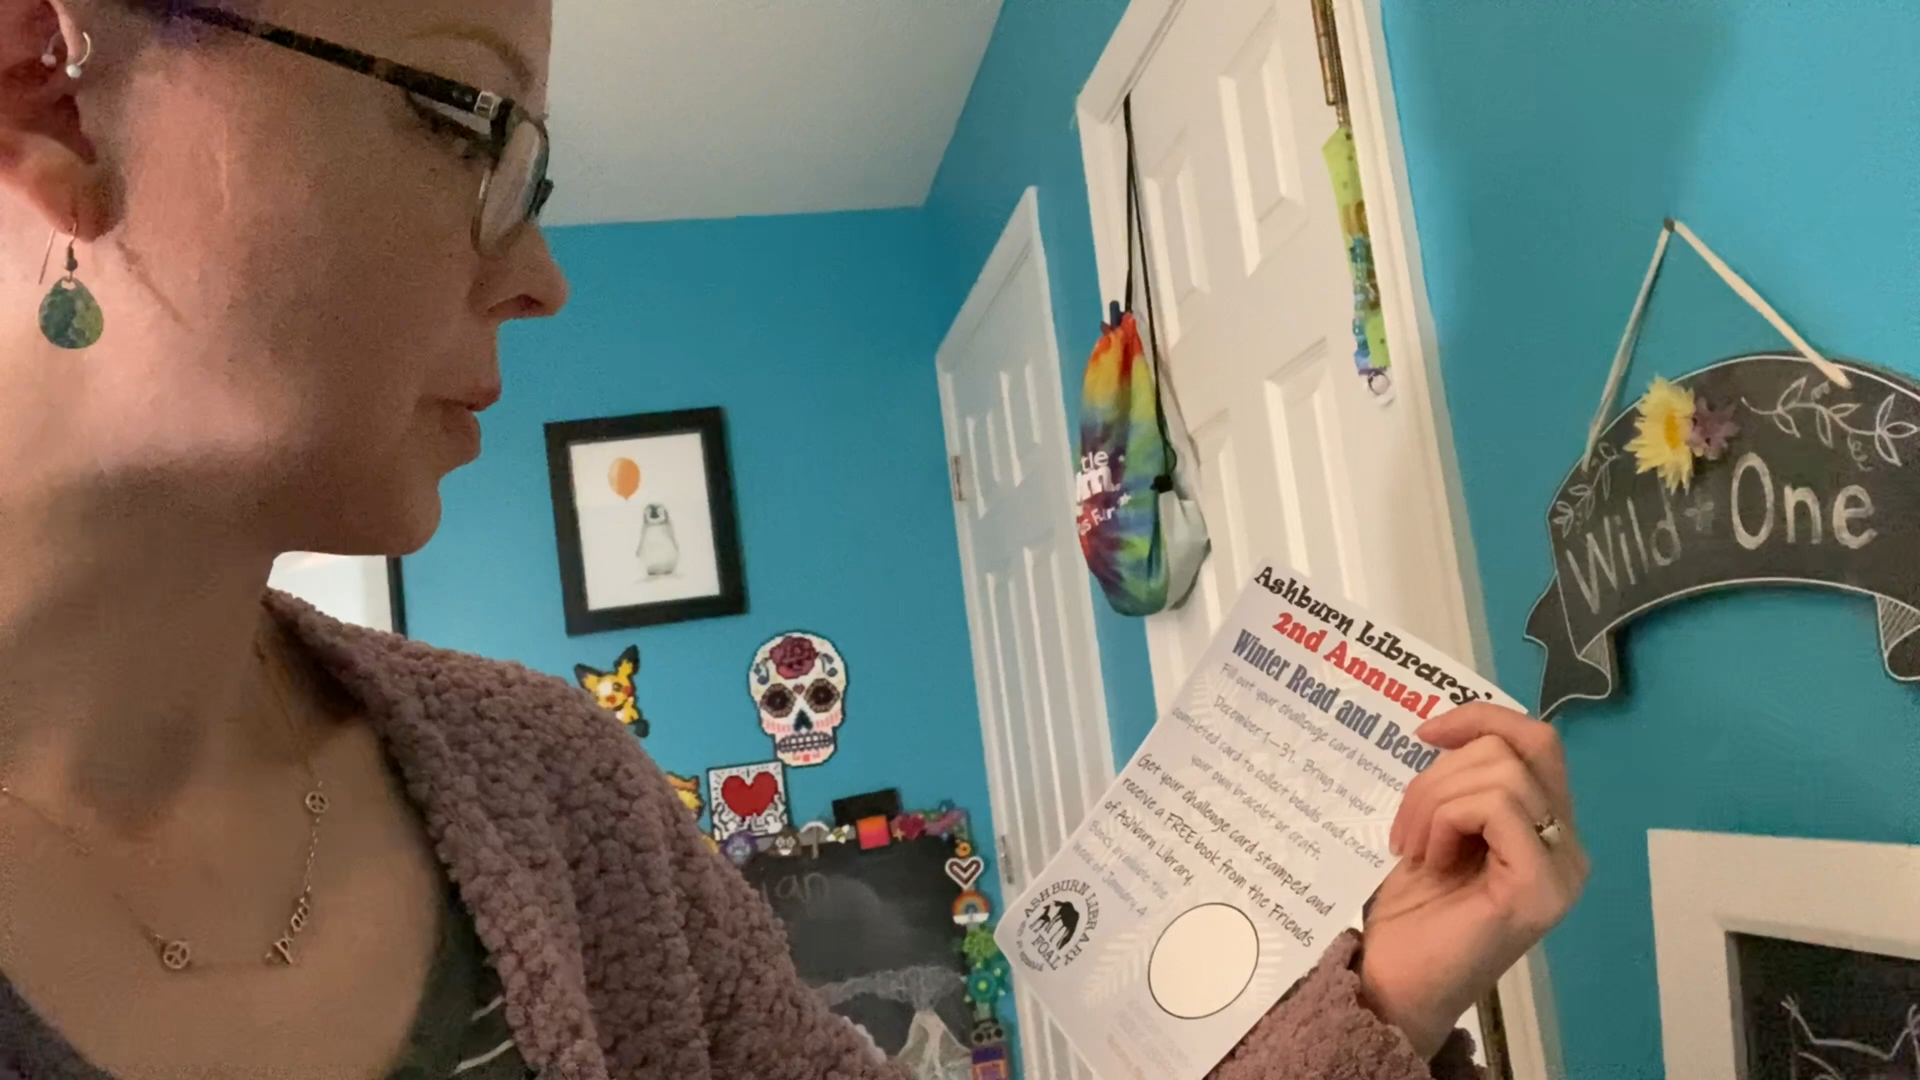 Wild + One
Ashburn Library'
2nd Annual
Winter Read and Bead
Fill out your challenge card between
December 1-31. Bring in your
completed card to collect beads and create
your own bracelet or craft.
Get your challenge card stamped and
receive a FREE book from the Friends
of Ashburn Library.
Books available the
week of January 4
ASHBURN LIBRARY
FOAL
tle
ian
peace